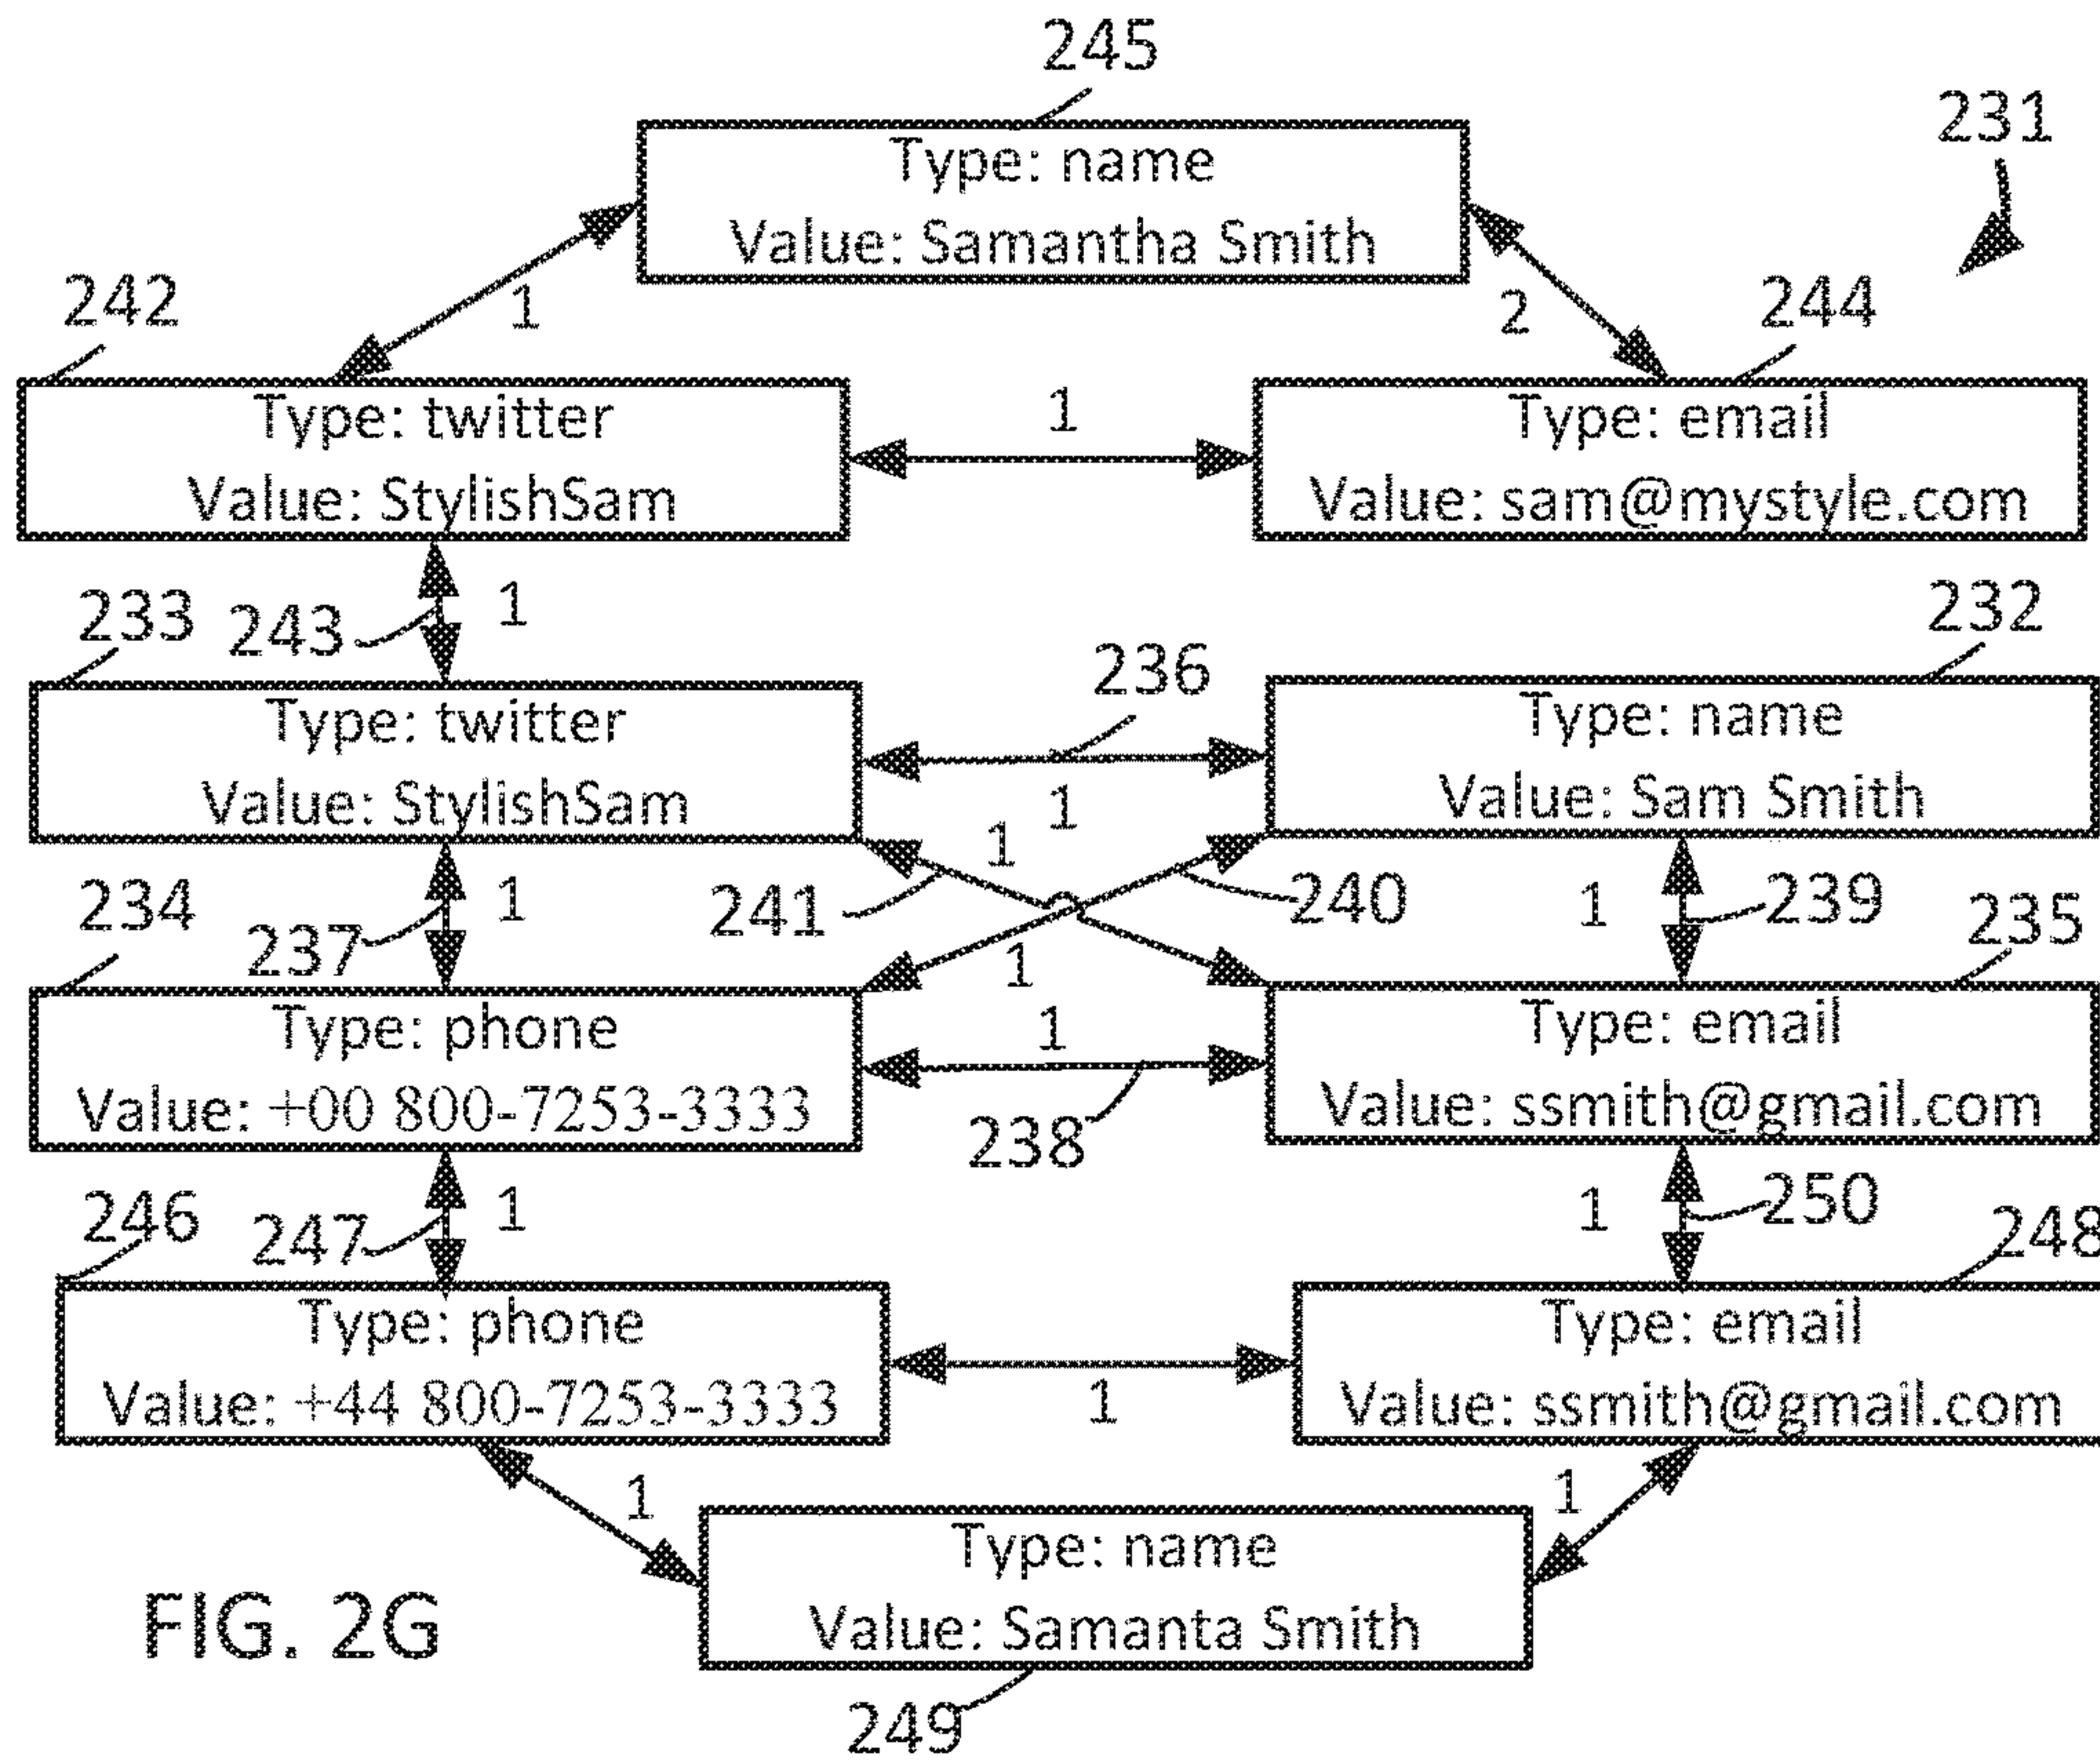 245
231
Type: name
Value: Samantha Smith
242
1
2
244
Type: twitter
Value: StylishSam
1
Type: email
Value: sam@mystyle.com
233
243
1
232
236
Type: twitter
Value: StylishSam
1
Type: name
Value: Sam Smith
1
234
237
1
241
240
1
239
235
1
Type: phone
Value: +00 800-7253-3333
1
238
Type: email
Value: ssmith@gmail.com
246
247
1
1
250
248
Type: phone
Value: +44 800-7253-3333
1
Type: email
Value: ssmith@gmail.com
1
1
Type: name
Value: Samanta Smith
FIG. 2G
249